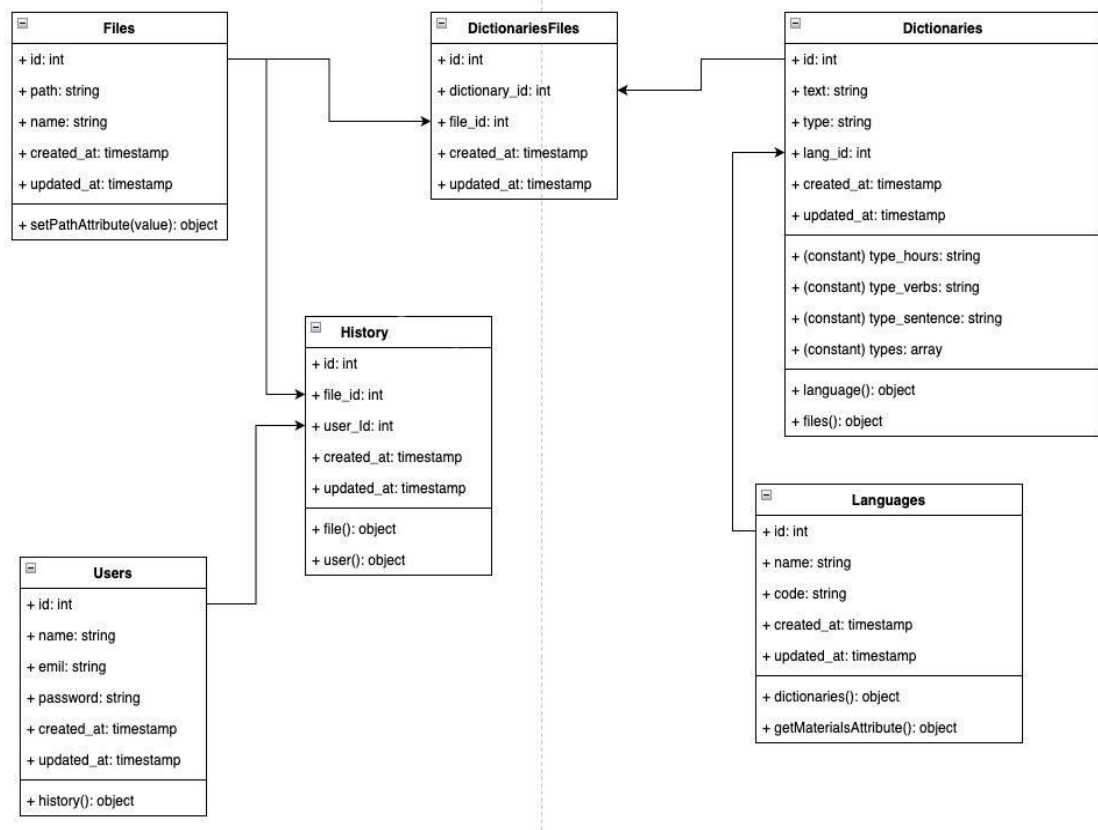 Files
+ id: int
+ path: string
+ name: string
+ created_at: timestamp
+ updated_at: timestamp
+ setPathAttribute(value): object
DictionariesFiles
+ id: int
+ dictionary_id: int
+ file_id: int
+ created_at: timestamp
+ updated_at: timestamp
Dictionaries
+ id: int
+ text: string
+ type: string
+ lang_id: int
+ created_at: timestamp
+ updated_at: timestamp
+ (constant) type_hours: string
+ (constant) type_verbs: string
+ (constant) type_sentence: string
+ (constant) types: array
+ language(): object
+ files(): object
History
+ id: int
+ file_id: int
+ user_Id: int
+ created_at: timestamp
+ updated_at: timestamp
+ file(): object
+ user(): object
Languages
+ id: int
+ name: string
+ code: string
+ created_at: timestamp
+ updated_at: timestamp
+ dictionaries(): object
+ getMaterialsAttribute(): object
Users
+ id: int
+ name: string
+ emil: string
+ password: string
+ created_at: timestamp
+ updated_at: timestamp
+ history(): object